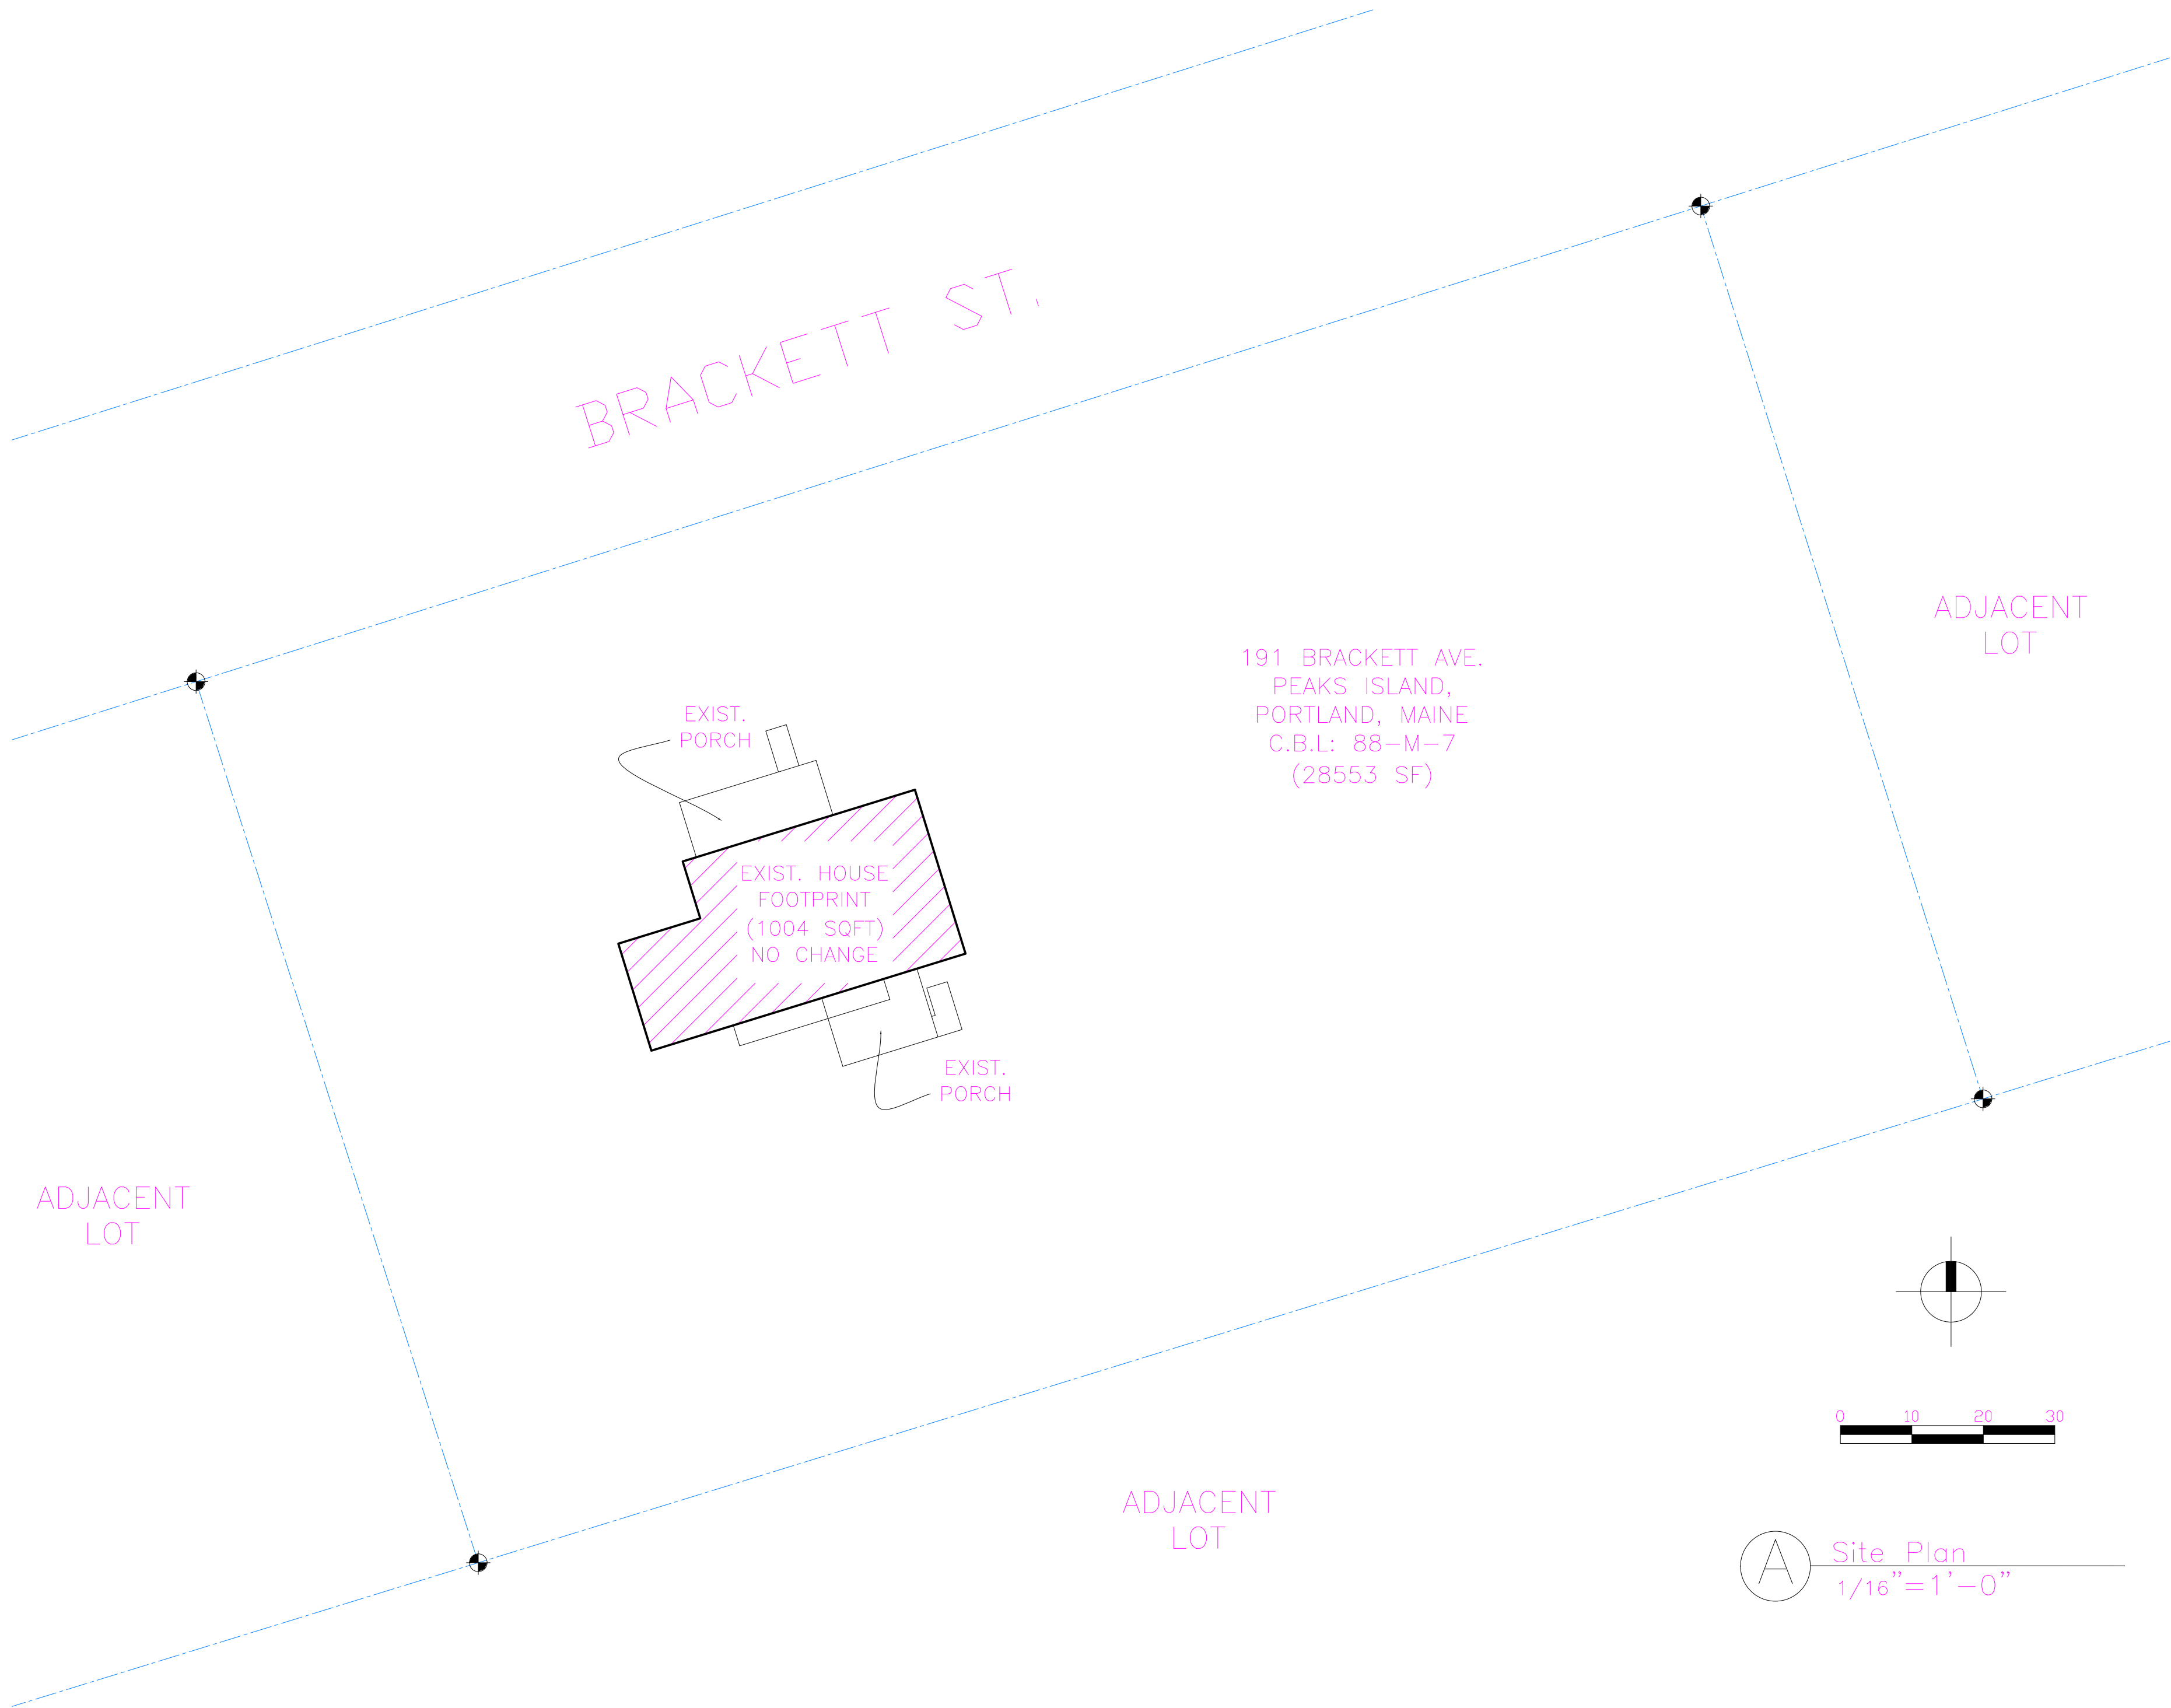 BRACKETT ST.
ADJACENT
LOT
191 BRACKETT AVE.
PEAKS ISLAND,
PORTLAND, MAINE
C.B.L: 88-M-7
(28553 SF)
EXIST.
PORCH
EXIST. HOUSE
FOOTPRINT
(1004 SQFT)
NO CHANGE
EXIST.
PORCH
ADJACENT
LOT
0 10 20 30
ADJACENT
LOT
A
Site Plan
1/16"=1'-0"